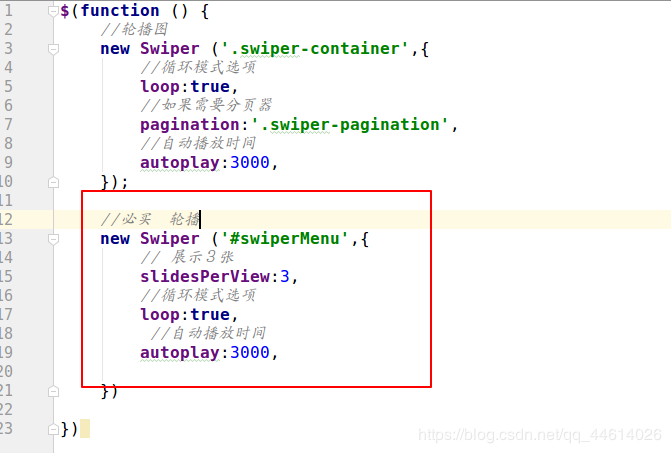 1 $(function () {
2 //轮播图
3 new Swiper ('.swiper-container',{
4 //循环模式选项
5 loop:true,
6 //如果需要分页器
7 pagination:'.swiper-pagination',
8 //自动播放时间
9 autoplay:3000,
10 });
11
12 //必买 轮播
13 new Swiper ('#swiperMenu',{
14 // 展示3张
15 slidesPerView:3,
16 //循环模式选项
17 loop:true,
18 //自动播放时间
19 autoplay:3000,
20
21 })
22
23 })
https://blog.csdn.net/qq_44614026